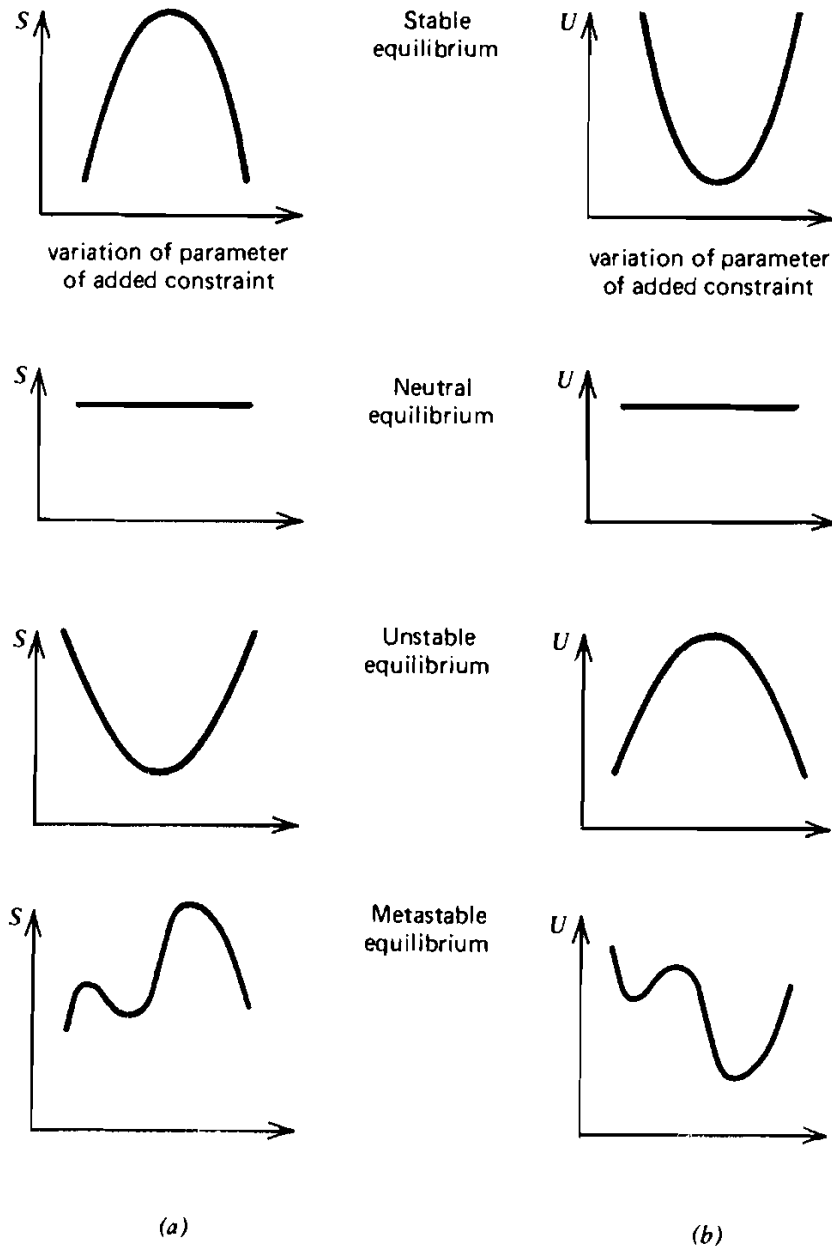 S
Stable
equilibrium
U
variation of parameter
of added constraint
variation of parameter
of added constraint
S
Neutral
equilibrium
U
S
Unstable
equilibrium
U
S
Metastable
equilibrium
U
(a)
(b)